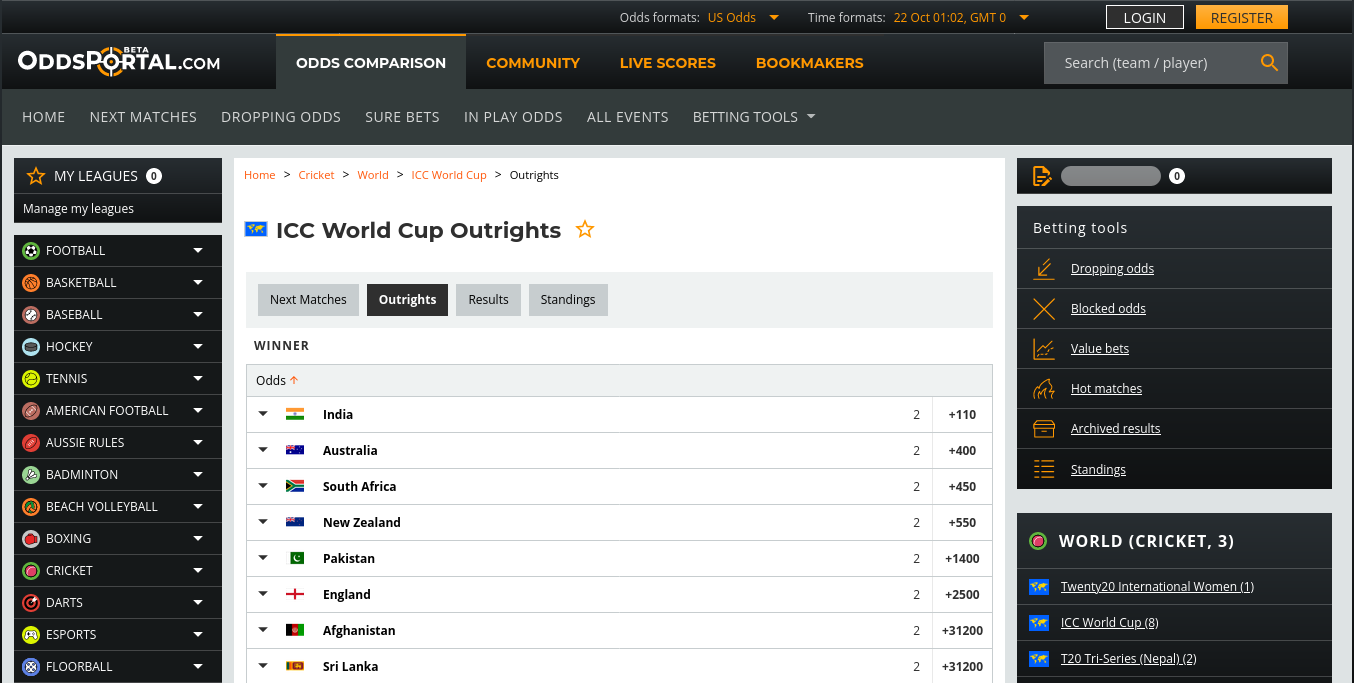 Odds formats: US Odds Time formats: 22 Oct 01:02, GMT 0 LOGIN REGISTER
ODDSPORTAL.COM BETA
ODDS COMPARISON COMMUNITY LIVE SCORES BOOKMAKERS Search (team / player)
HOME NEXT MATCHES DROPPING ODDS SURE BETS IN PLAY ODDS ALL EVENTS BETTING TOOLS
MY LEAGUES 0
Manage my leagues
FOOTBALL
BASKETBALL
BASEBALL
HOCKEY
TENNIS
AMERICAN FOOTBALL
AUSSIE RULES
BADMINTON
BEACH VOLLEYBALL
BOXING
CRICKET
DARTS
ESPORTS
FLOORBALL
Home > Cricket > World > ICC World Cup > Outrights
ICC World Cup Outrights
Next Matches Outrights Results Standings
WINNER
Odds
India 2 +110
Australia 2 +400
South Africa 2 +450
New Zealand 2 +550
Pakistan 2 +1400
England 2 +2500
Afghanistan 2 +31200
Sri Lanka 2 +31200
0
Betting tools
Dropping odds
Blocked odds
Value bets
Hot matches
Archived results
Standings
WORLD (CRICKET, 3)
Twenty20 International Women (1)
ICC World Cup (8)
T20 Tri-Series (Nepal) (2)